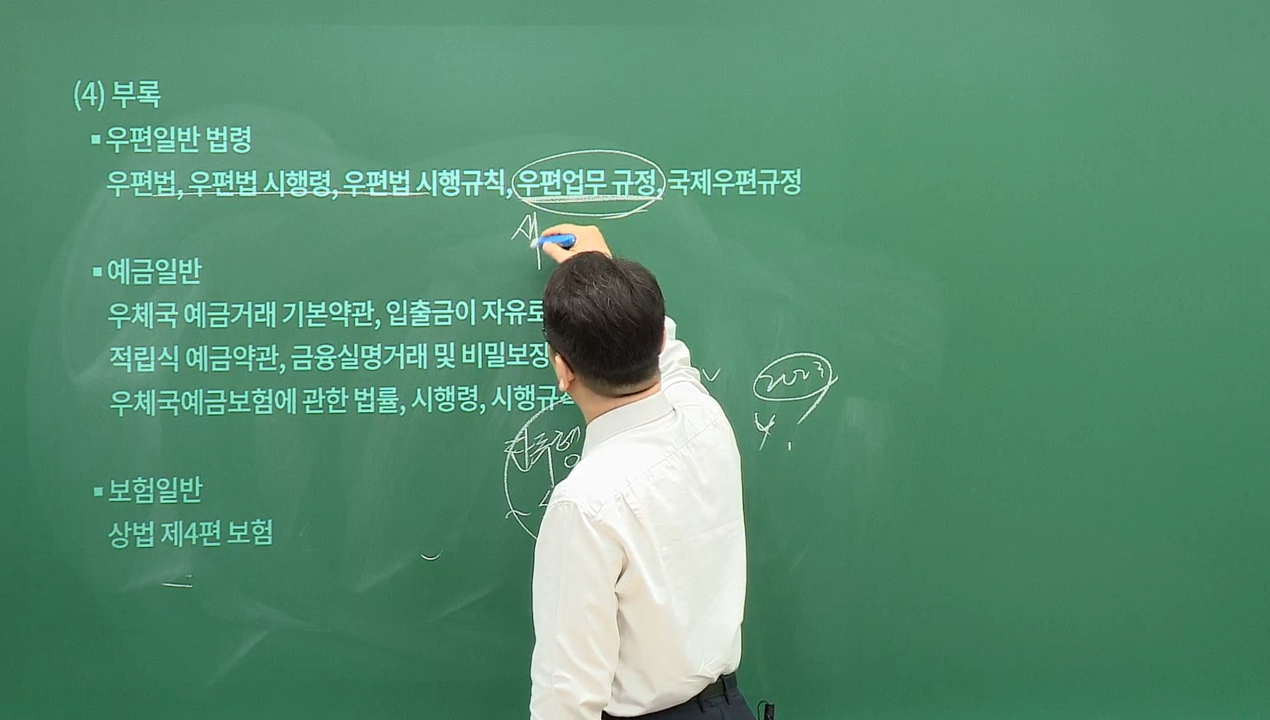 (4) 부록
▪우편일반 법령
우편법, 우편법 시행령, 우편법 시행규칙, 우편업무 규정, 국제우편규정
▪예금일반
우체국 예금거래 기본약관, 입출금이 자유로
적립식 예금약관, 금융실명거래 및 비밀보장
우체국예금보험에 관한 법률, 시행령, 시행규칙
2023
▪보험일반
상법 제4편 보험